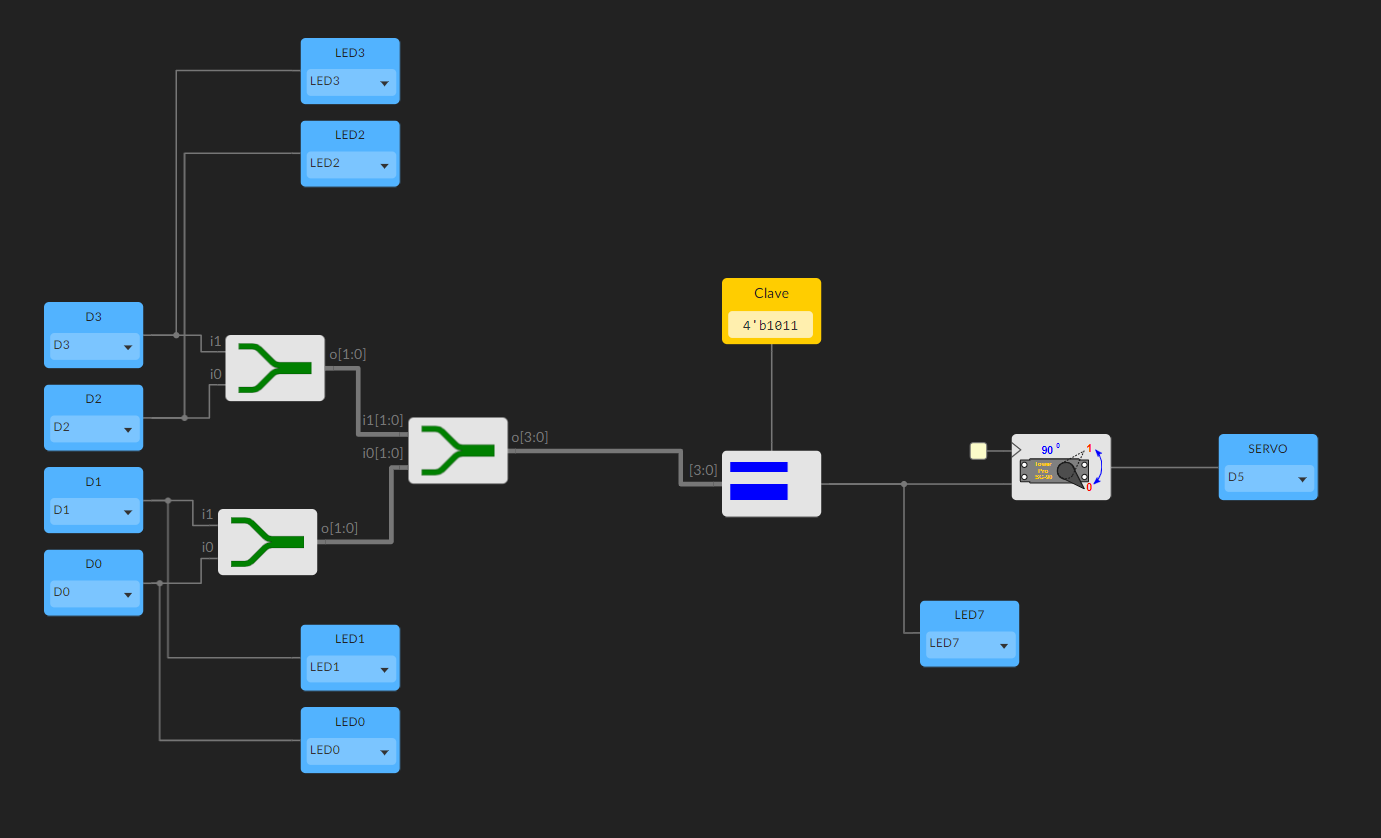 LED3
LED3
LED2
LED2
Clave
4'b1011
D3
D3
i1
o[1:0]
i0
D2
D2
i1[1:0]
o[3:0]
i0[1:0]
[3:0]
90 º
1
Tower
Pro
SG-90
0
SERVO
D5
D1
D1
i1
o[1:0]
i0
D0
D0
LED7
LED7
LED1
LED1
LED0
LED0